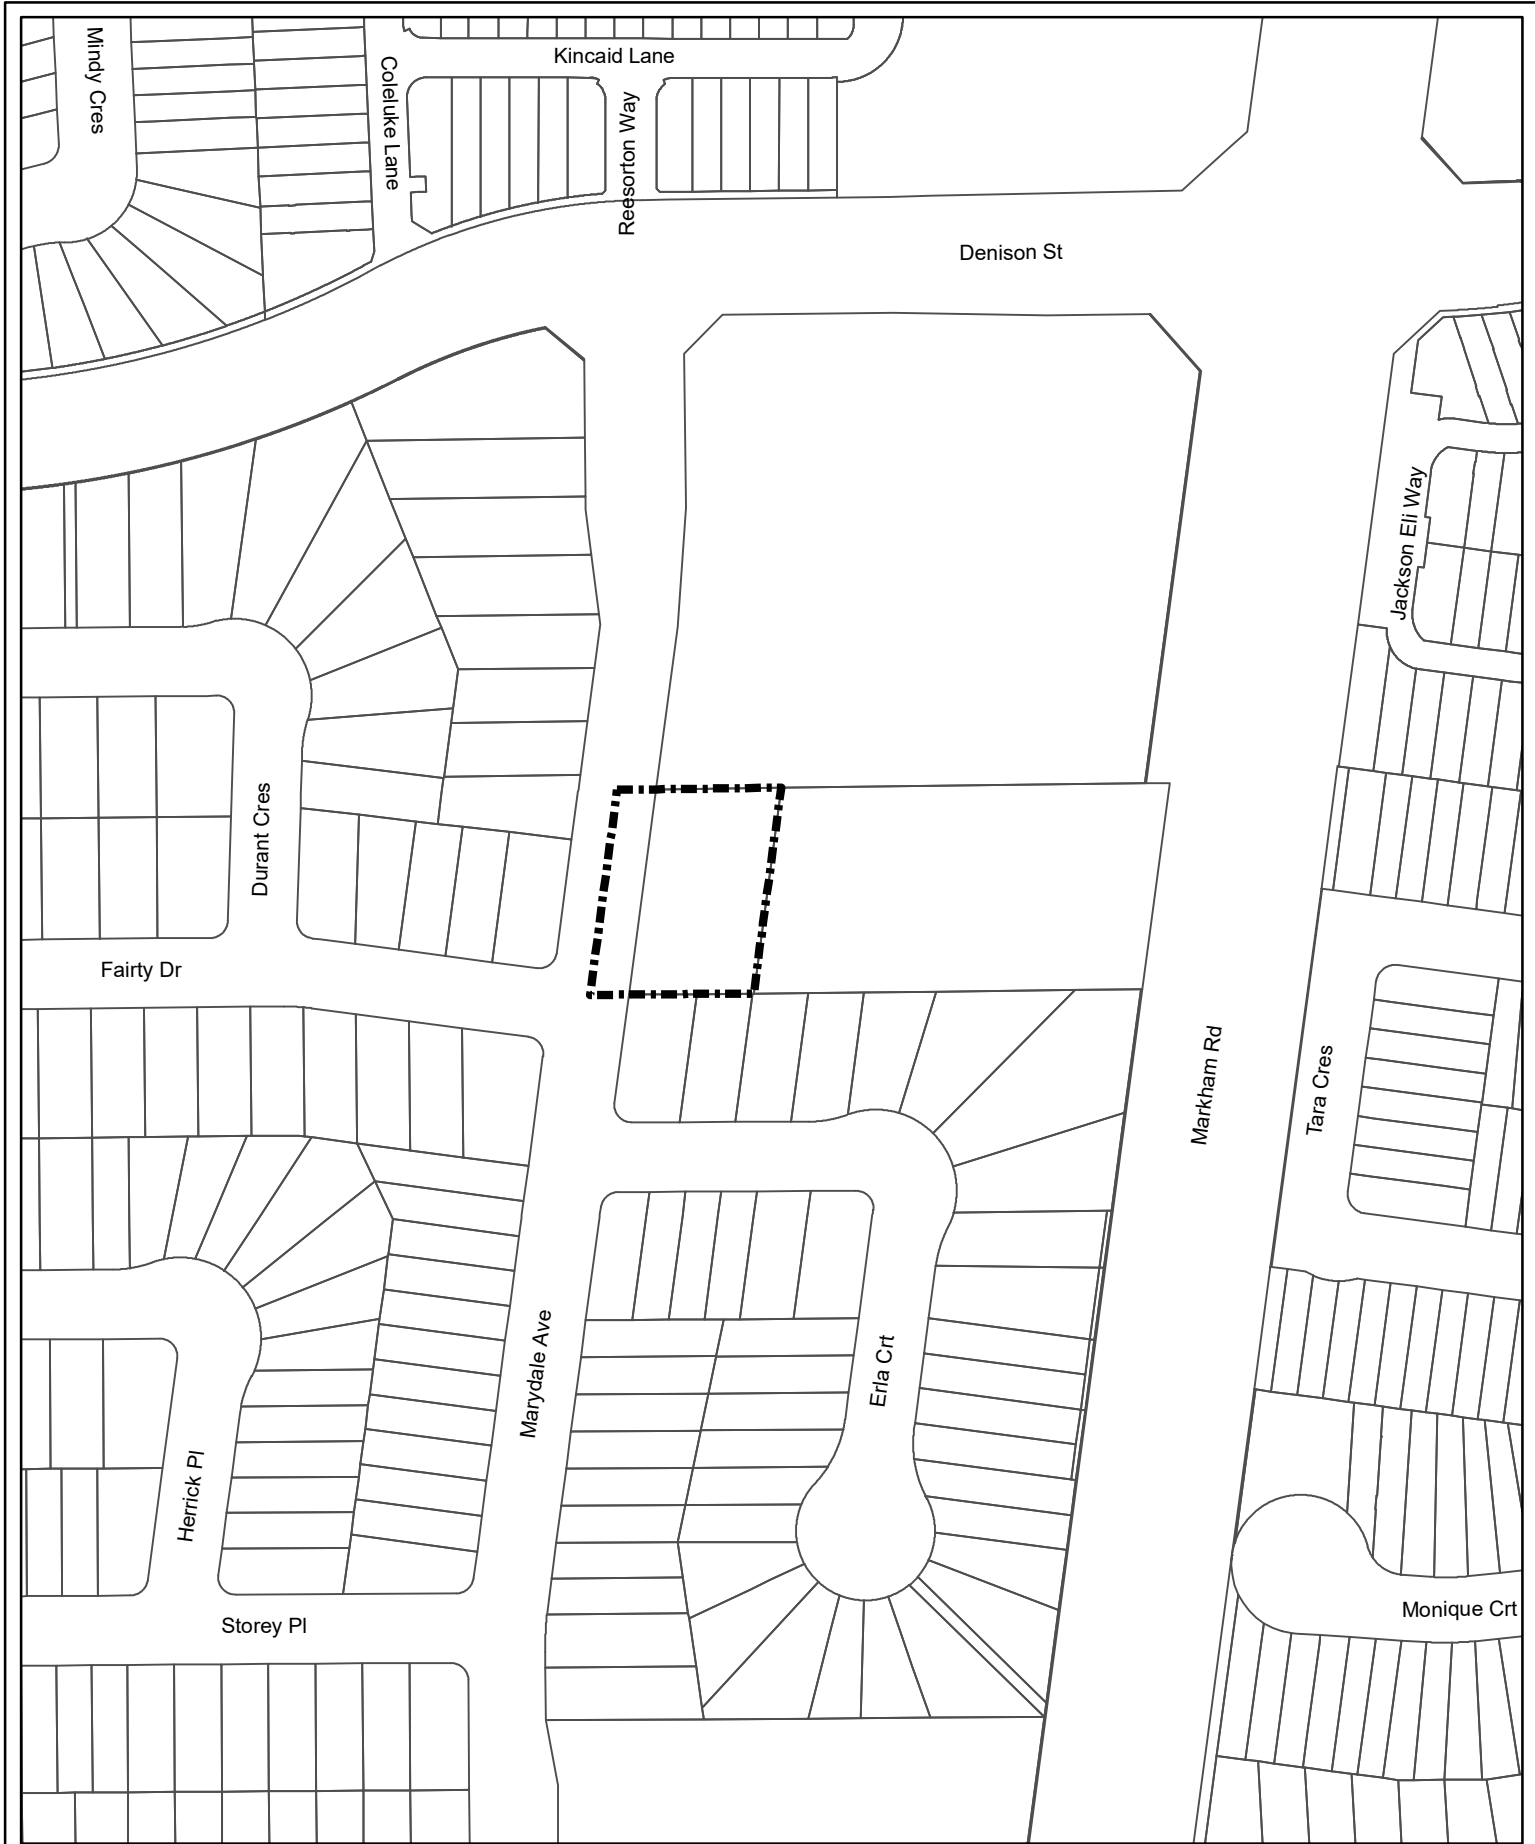 Mindy Cres
Coleluke Lane
Kincaid Lane
Reesorton Way
Denison St
Jackson Eli Way
Durant Cres
Fairty Dr
Markham Rd
Tara Cres
Marydale Ave
Erla Crt
Herrick Pl
Storey Pl
Monique Crt